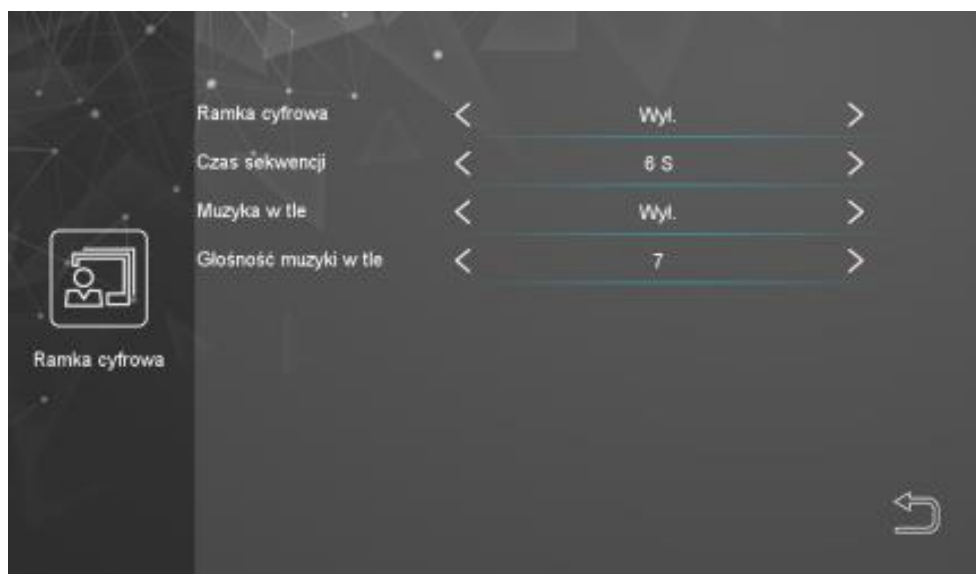 Ramka cyfrowa < Wył. >
Czas sekwencji < 6 S >
Muzyka w tle < Wył. >
Głośność muzyki w tle < 7 >
Ramka cyfrowa